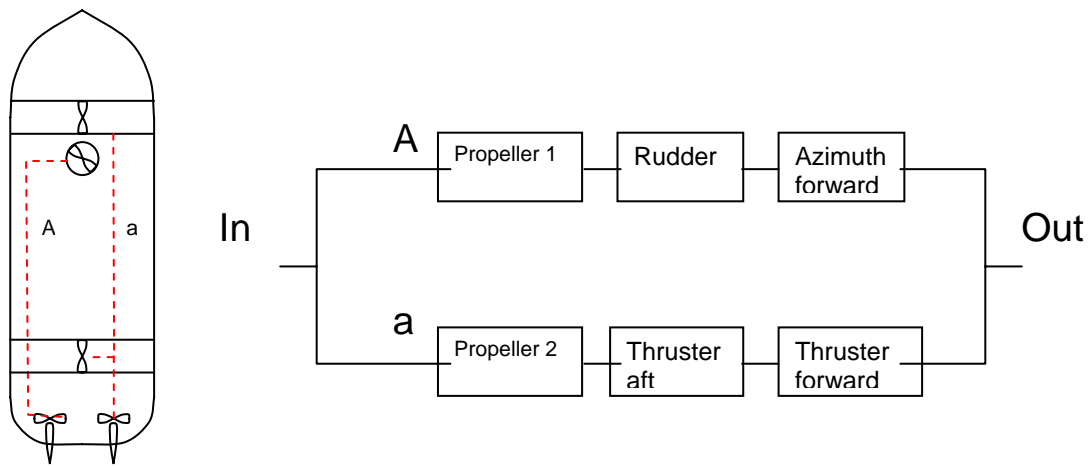 A
a
In
A
Propeller 1
Rudder
Azimuth
forward
Out
a
Propeller 2
Thruster
aft
Thruster
forward